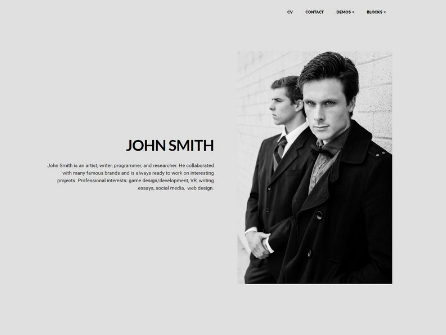 CV CONTACT DEMOS BLOCKS
JOHN SMITH
John Smith is an artist, writer, programmer, and researcher. He collaborated
with many famous brands and is always ready to work on interesting
projects. Professional interests: game design/development, VR, writing
essays, social media, web design.